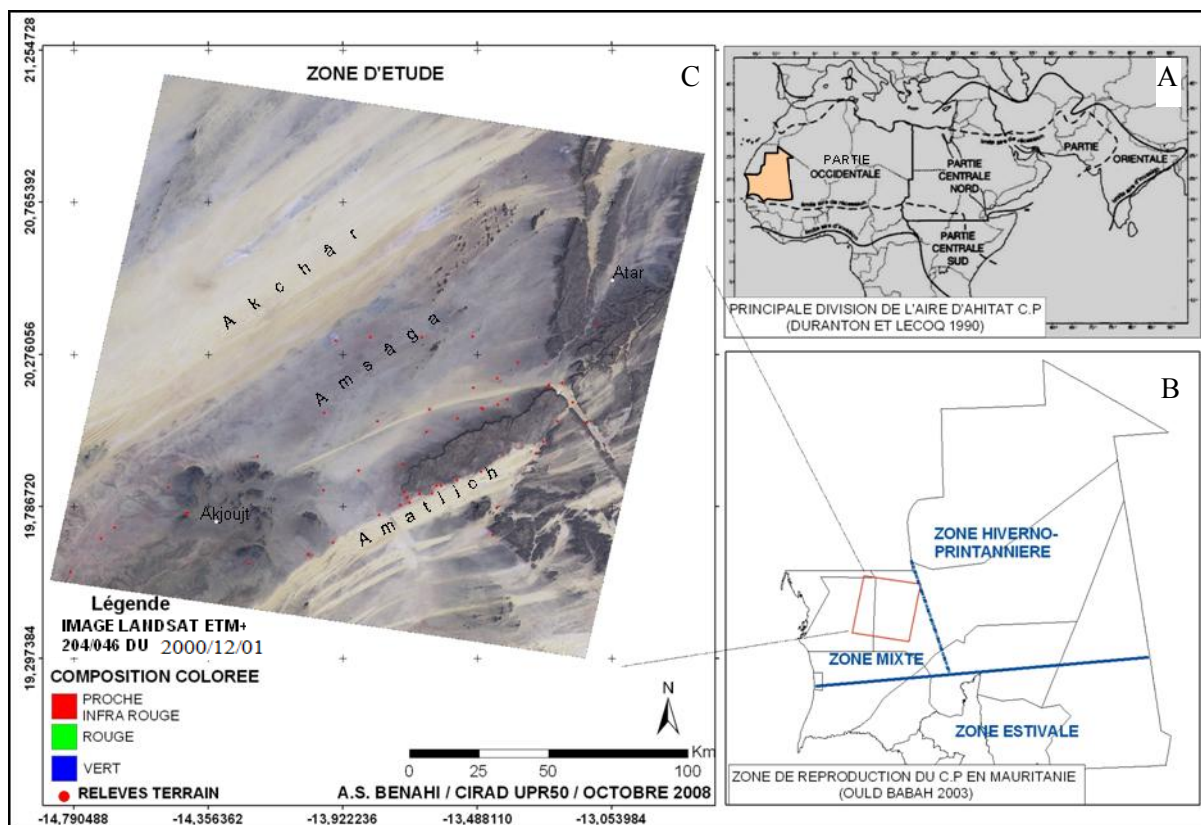 ZONE D'ETUDE
C
21,254728
20,765392
20,276056
19,786720
19,297384
Akchâr
Amsâga
Amatlich
Atar
Akjoujt
Légende
IMAGE LANDSAT ETM+
204/046 DU 2000/12/01
COMPOSITION COLOREE
PROCHE
INFRA ROUGE
ROUGE
VERT
RELEVES TERRAIN
N
Km
0 25 50 100
A.S. BENAHI / CIRAD UPR50 / OCTOBRE 2008
-14,790488 -14,356362 -13,922236 -13,488110 -13,053984
A
PARTIE
OCCIDENTALE
PARTIE
CENTRALE
NORD
PARTIE
CENTRALE
SUD
PARTIE
ORIENTALE
PRINCIPALE DIVISION DE L'AIRE D'AHITAT C.P
(DURANTON ET LECOQ 1990)
B
ZONE HIVERNO-
PRINTANNIERE
ZONE MIXTE
ZONE ESTIVALE
ZONE DE REPRODUCTION DU C.P EN MAURITANIE
(OULD BABAH 2003)